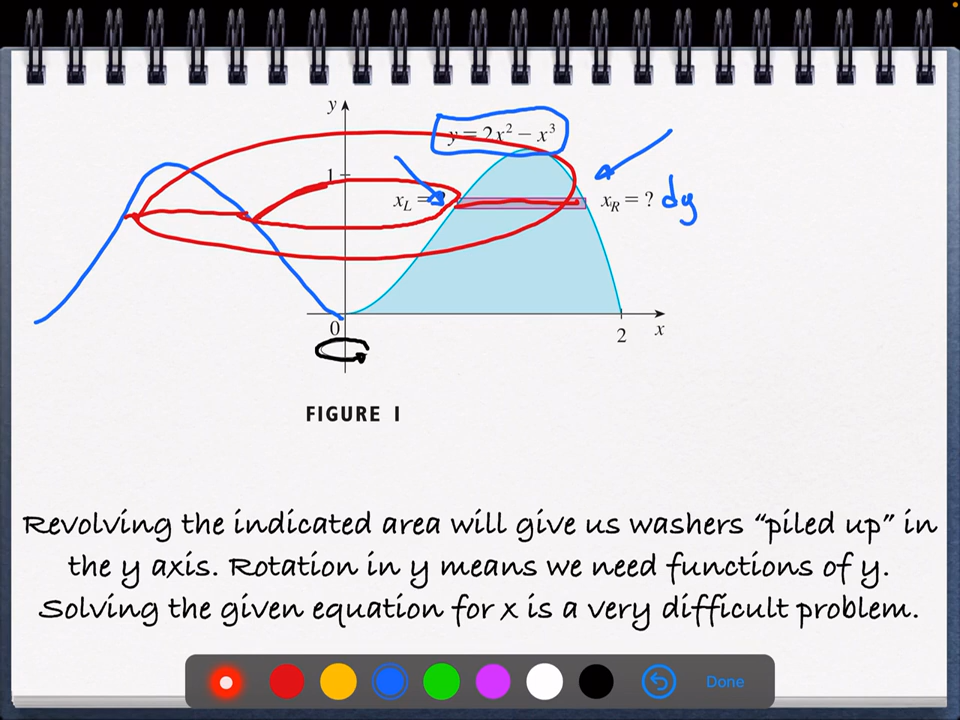 y
y = 2x² − x³
1
x_L = ?
x_R = ? dy
0
2
x
FIGURE 1
Revolving the indicated area will give us washers “piled up” in
the y axis. Rotation in y means we need functions of y.
Solving the given equation for x is a very difficult problem.
Done